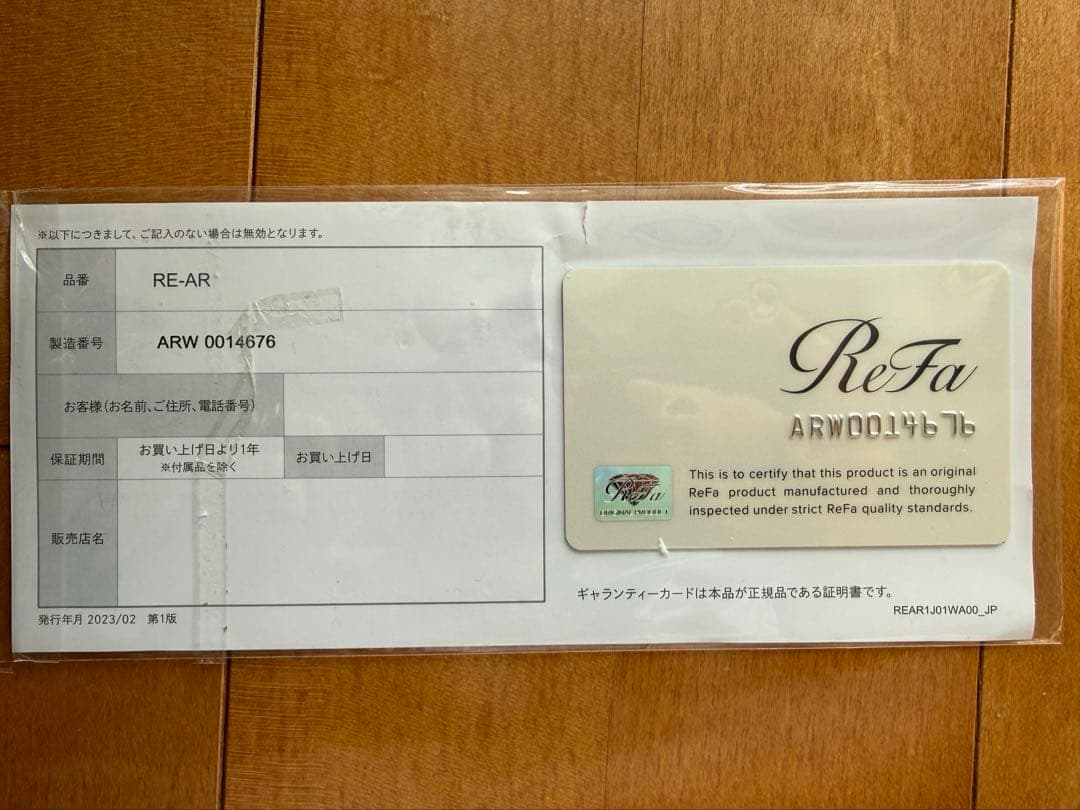 ※以下につきまして、ご記入のない場合は無効となります。
品番 RE-AR
製造番号 ARW 0014676
お客様(お名前、ご住所、電話番号)
保証期間 お買い上げ日より1年 お買い上げ日
※付属品を除く
販売店名
発行年月 2023/02 第1版
ReFa
ARW0014676
ReFa
ORIGINAL PRODUCT
This is to certify that this product is an original
ReFa product manufactured and thoroughly
inspected under strict ReFa quality standards.
ギャランティーカードは本品が正規品である証明書です。
REAR1J01WA00_JP